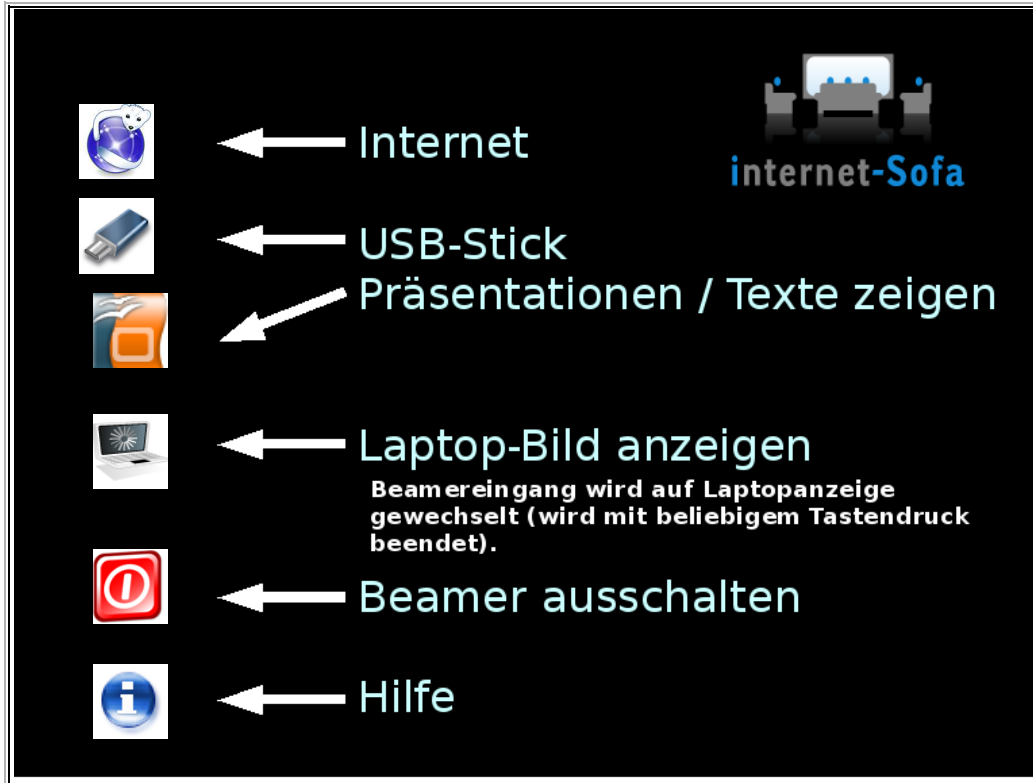 internet-Sofa
Internet
USB-Stick
Präsentationen / Texte zeigen
Laptop-Bild anzeigen
Beamereingang wird auf Laptopanzeige
gewechselt (wird mit beliebigem Tastendruck
beendet).
Beamer ausschalten
Hilfe